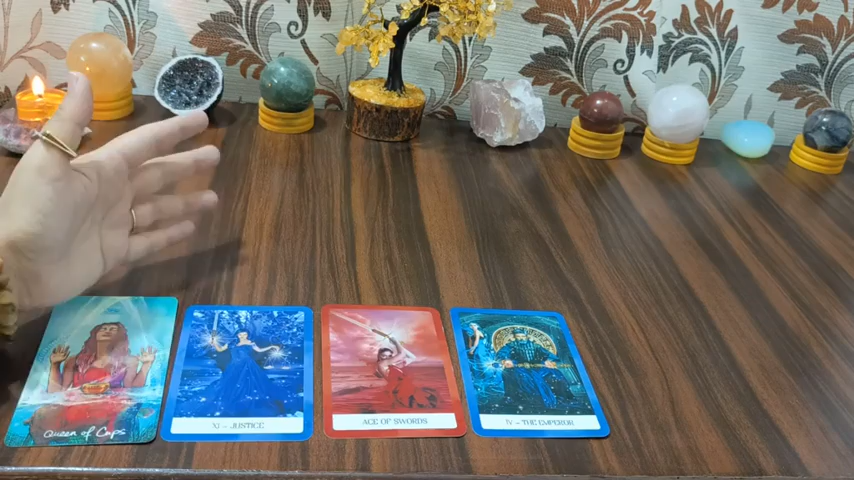 Queen of Cups
XI - JUSTICE
ACE OF SWORDS
IV - THE EMPEROR